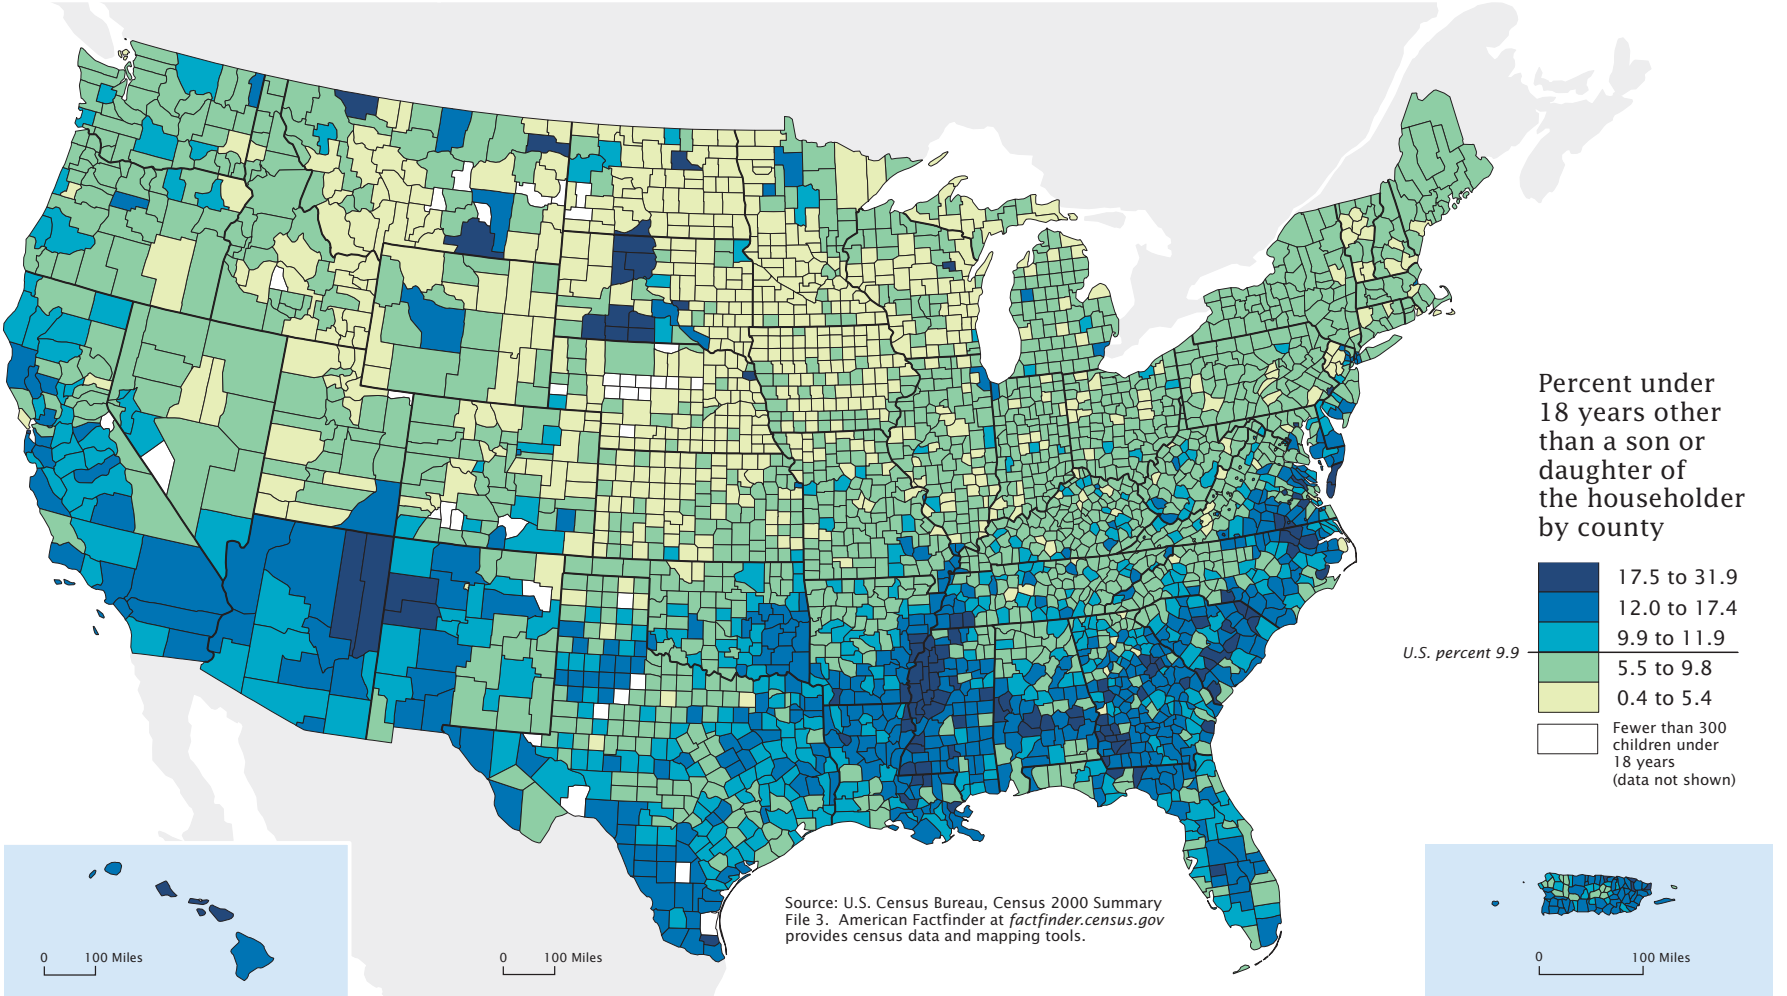 Percent under
18 years other
than a son or
daughter of
the householder
by county
17.5 to 31.9
12.0 to 17.4
9.9 to 11.9
U.S. percent 9.9
5.5 to 9.8
0.4 to 5.4
Fewer than 300
children under
18 years
(data not shown)
Source: U.S. Census Bureau, Census 2000 Summary
File 3.  American Factfinder at factfinder.census.gov
provides census data and mapping tools.
0 100 Miles
0 100 Miles
0 100 Miles